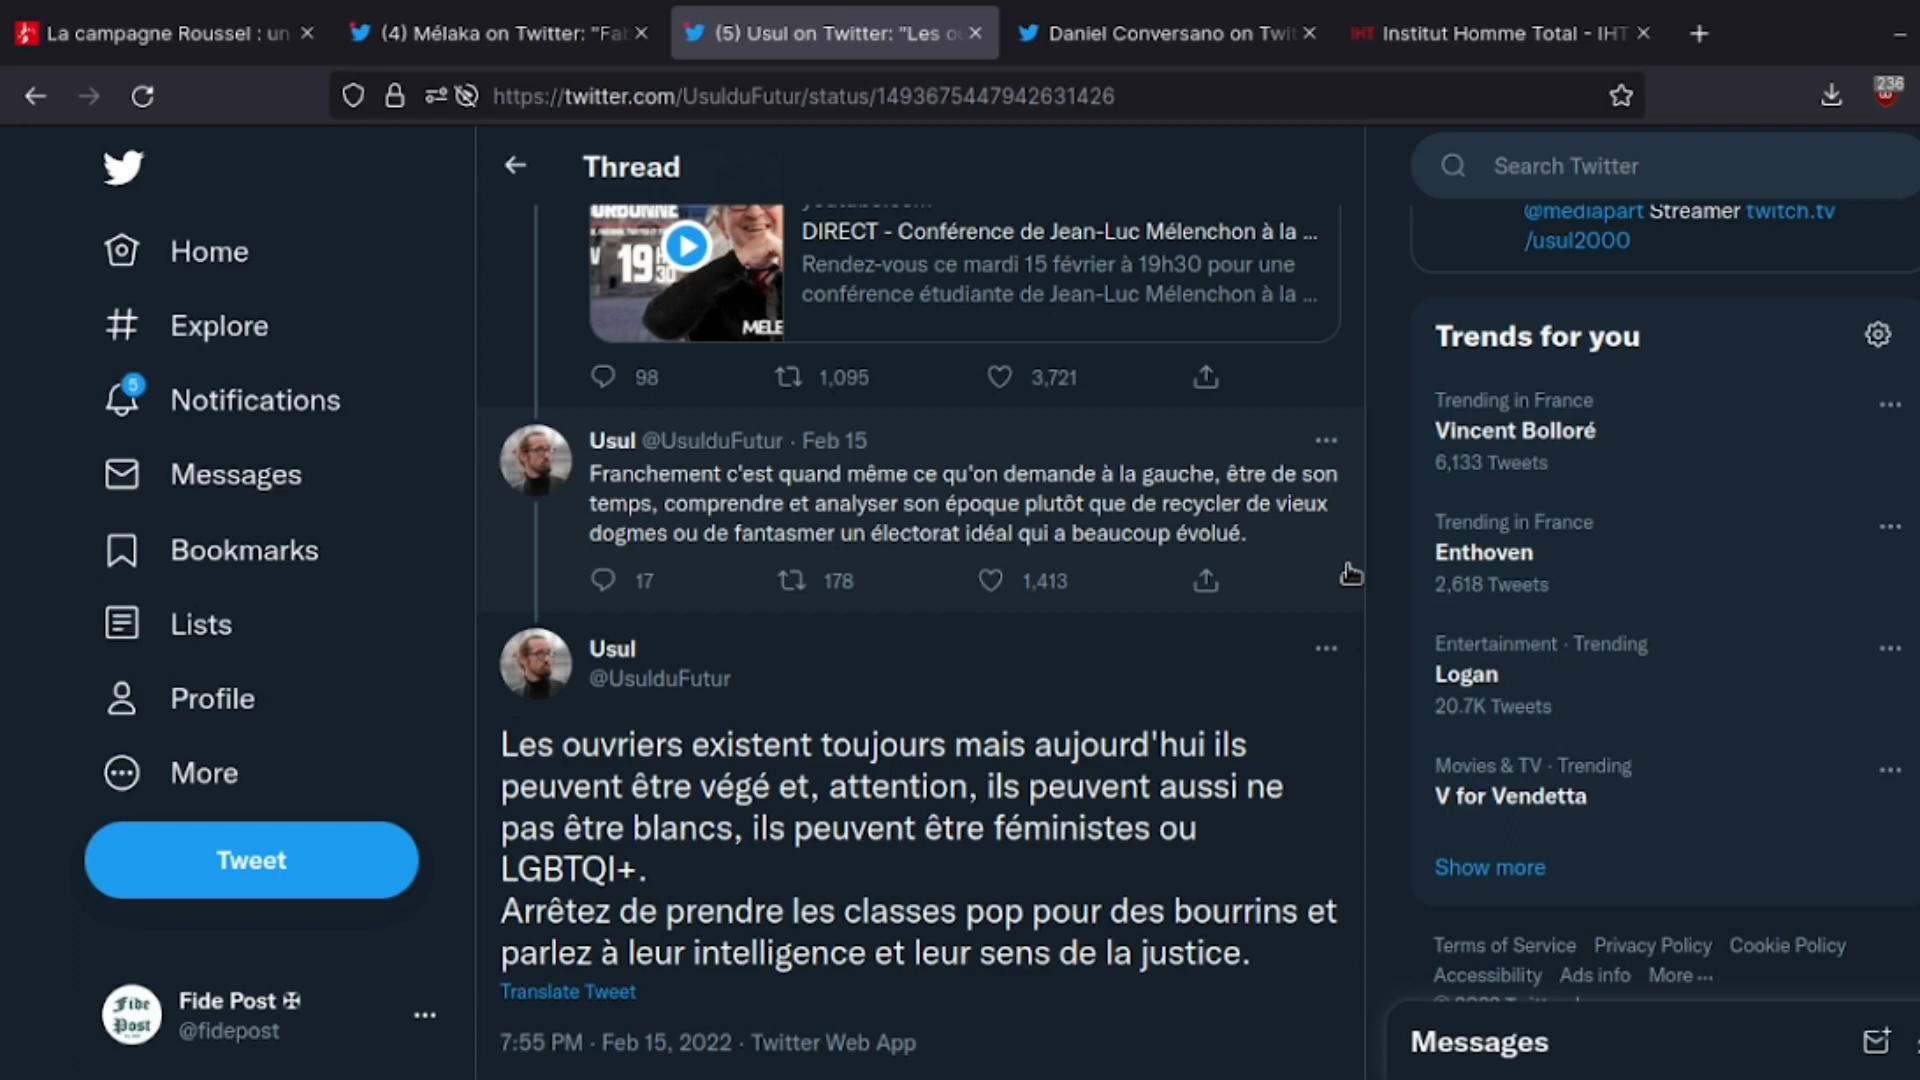 La campagne Roussel : un
(4) Mélaka on Twitter: "Fab
(5) Usul on Twitter: "Les o
Daniel Conversano on Twit
IHT Institut Homme Total - IHT
https://twitter.com/UsulduFutur/status/1493675447942631426
236
Home
Explore
5
Notifications
Messages
Bookmarks
Lists
Profile
More
Tweet
Fide Post
Fide Post ✠
@fidepost
Thread
19H30
MELE
DIRECT - Conférence de Jean-Luc Mélenchon à la ...
Rendez-vous ce mardi 15 février à 19h30 pour une
conférence étudiante de Jean-Luc Mélenchon à la ...
98 1,095 3,721
Usul @UsulduFutur · Feb 15
Franchement c'est quand même ce qu'on demande à la gauche, être de son
temps, comprendre et analyser son époque plutôt que de recycler de vieux
dogmes ou de fantasmer un électorat idéal qui a beaucoup évolué.
17 178 1,413
Usul
@UsulduFutur
Les ouvriers existent toujours mais aujourd'hui ils
peuvent être végé et, attention, ils peuvent aussi ne
pas être blancs, ils peuvent être féministes ou
LGBTQI+.
Arrêtez de prendre les classes pop pour des bourrins et
parlez à leur intelligence et leur sens de la justice.
Translate Tweet
7:55 PM · Feb 15, 2022 · Twitter Web App
Search Twitter
@mediapart Streamer twitch.tv
/usul2000
Trends for you
Trending in France
Vincent Bolloré
6,133 Tweets
Trending in France
Enthoven
2,618 Tweets
Entertainment · Trending
Logan
20.7K Tweets
Movies & TV · Trending
V for Vendetta
Show more
Terms of Service Privacy Policy Cookie Policy
Accessibility Ads info More ···
Messages